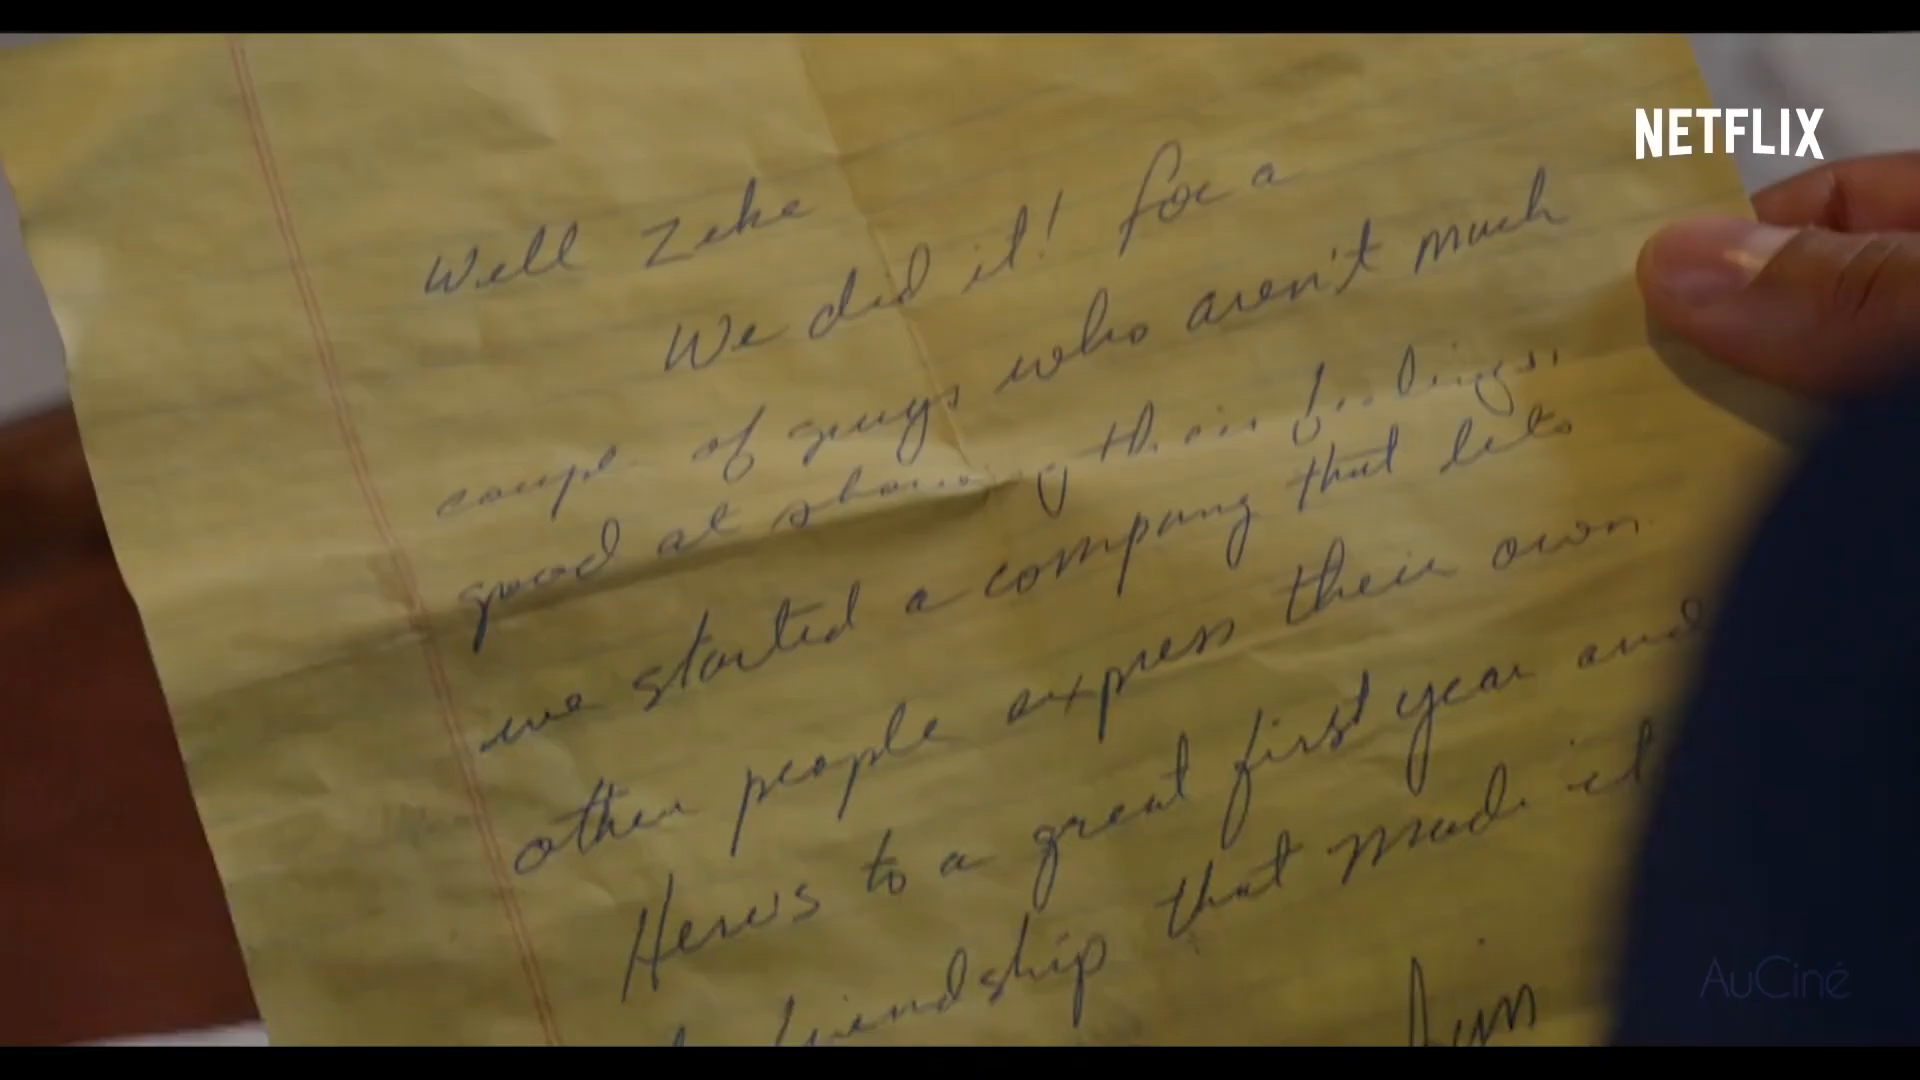 NETFLIX
Well Zeke
We did it! for a
couple of guys who aren't much
good at sharing their feelings,
we started a company that lets
other people express their own.
Here's to a great first year and
friendship that made it
Jim
AuCiné